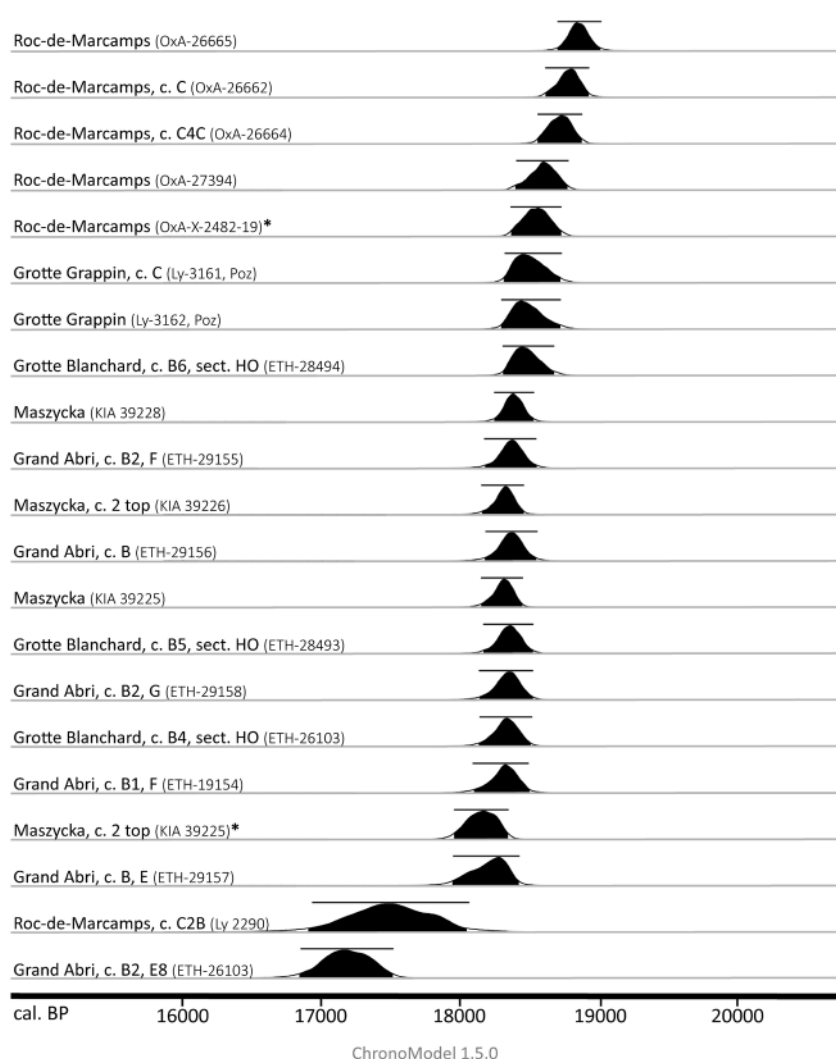 Roc-de-Marcamps (OxA-26665)
Roc-de-Marcamps, c. C (OxA-26662)
Roc-de-Marcamps, c. C4C (OxA-26664)
Roc-de-Marcamps (OxA-27394)
Roc-de-Marcamps (OxA-X-2482-19)*
Grotte Grappin, c. C (Ly-3161, Poz)
Grotte Grappin (Ly-3162, Poz)
Grotte Blanchard, c. B6, sect. HO (ETH-28494)
Maszycka (KIA 39228)
Grand Abri, c. B2, F (ETH-29155)
Maszycka, c. 2 top (KIA 39226)
Grand Abri, c. B (ETH-29156)
Maszycka (KIA 39225)
Grotte Blanchard, c. B5, sect. HO (ETH-28493)
Grand Abri, c. B2, G (ETH-29158)
Grotte Blanchard, c. B4, sect. HO (ETH-26103)
Grand Abri, c. B1, F (ETH-19154)
Maszycka, c. 2 top (KIA 39225)*
Grand Abri, c. B, E (ETH-29157)
Roc-de-Marcamps, c. C2B (Ly 2290)
Grand Abri, c. B2, E8 (ETH-26103)
cal. BP 16000 17000 18000 19000 20000
ChronoModel 1.5.0